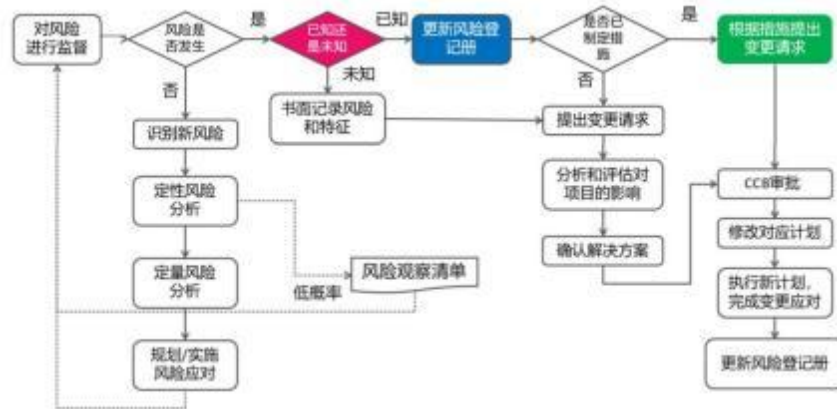 对风险
进行监督
风险是
否发生
是
已知还
是未知
已知
更新风险登
记册
是否已
制定措
施
是
根据措施提出
变更请求
否
未知
否
书面记录风险
和特征
识别新风险
提出变更请求
定性风险
分析
分析和评估对
项目的影响
CCB审批
定量风险
分析
低概率
风险观察清单
确认解决方案
修改对应计划
执行新计划，
完成变更应对
规划/实施
风险应对
更新风险登记册